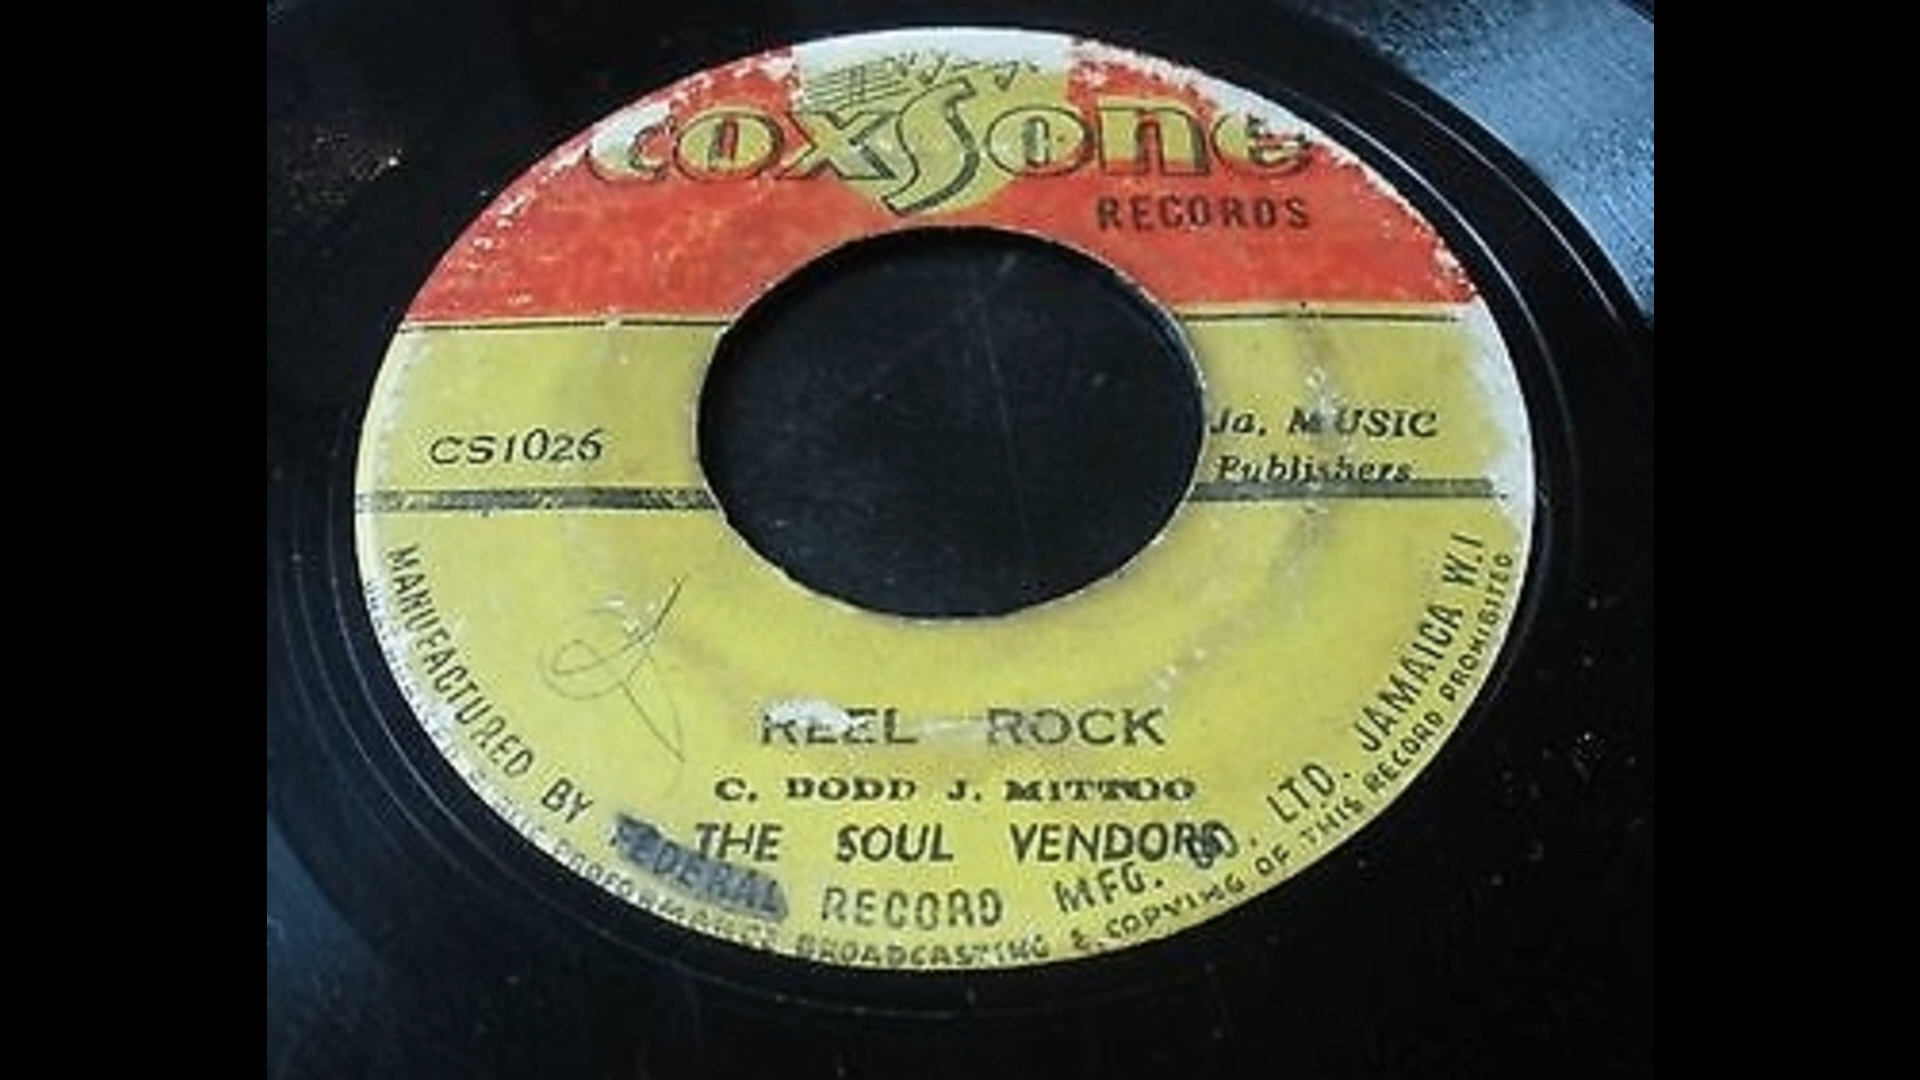 coxSone
RECORDS
CS1026
Ja. MUSIC
Publishers
REEL ROCK
C. DODD J. MITTOO
THE SOUL VENDORS
MANUFACTURED BY FEDERAL RECORD MFG. CO. LTD. JAMAICA W.I
BROADCASTING & COPYING OF THIS RECORD PROHIBITED